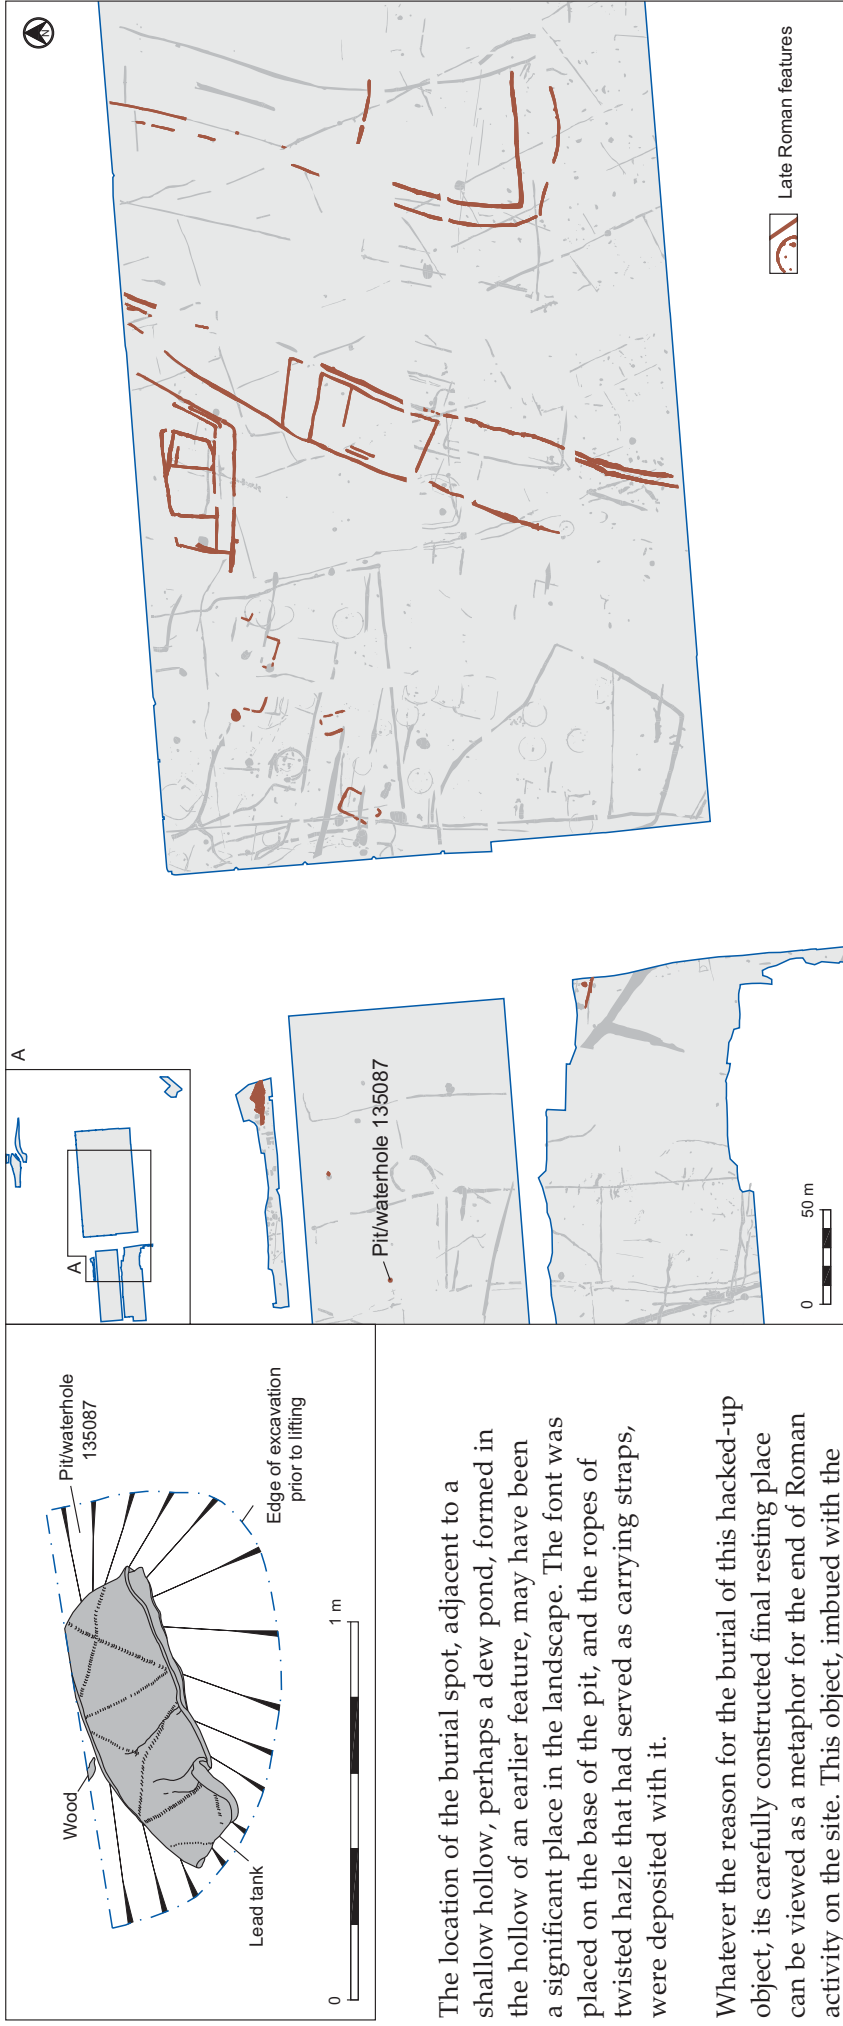 N
A
A
Late Roman features
Pit/waterhole 135087
0
50 m
Pit/waterhole
135087
Edge of excavation
prior to lifting
Wood
Lead tank
0
1 m
The location of the burial spot, adjacent to a
shallow hollow, perhaps a dew pond, formed in
the hollow of an earlier feature, may have been
a significant place in the landscape. The font was
placed on the base of the pit, and the ropes of
twisted hazle that had served as carrying straps,
were deposited with it.
Whatever the reason for the burial of this hacked-up
object, its carefully constructed final resting place
can be viewed as a metaphor for the end of Roman
activity on the site. This object, imbued with the